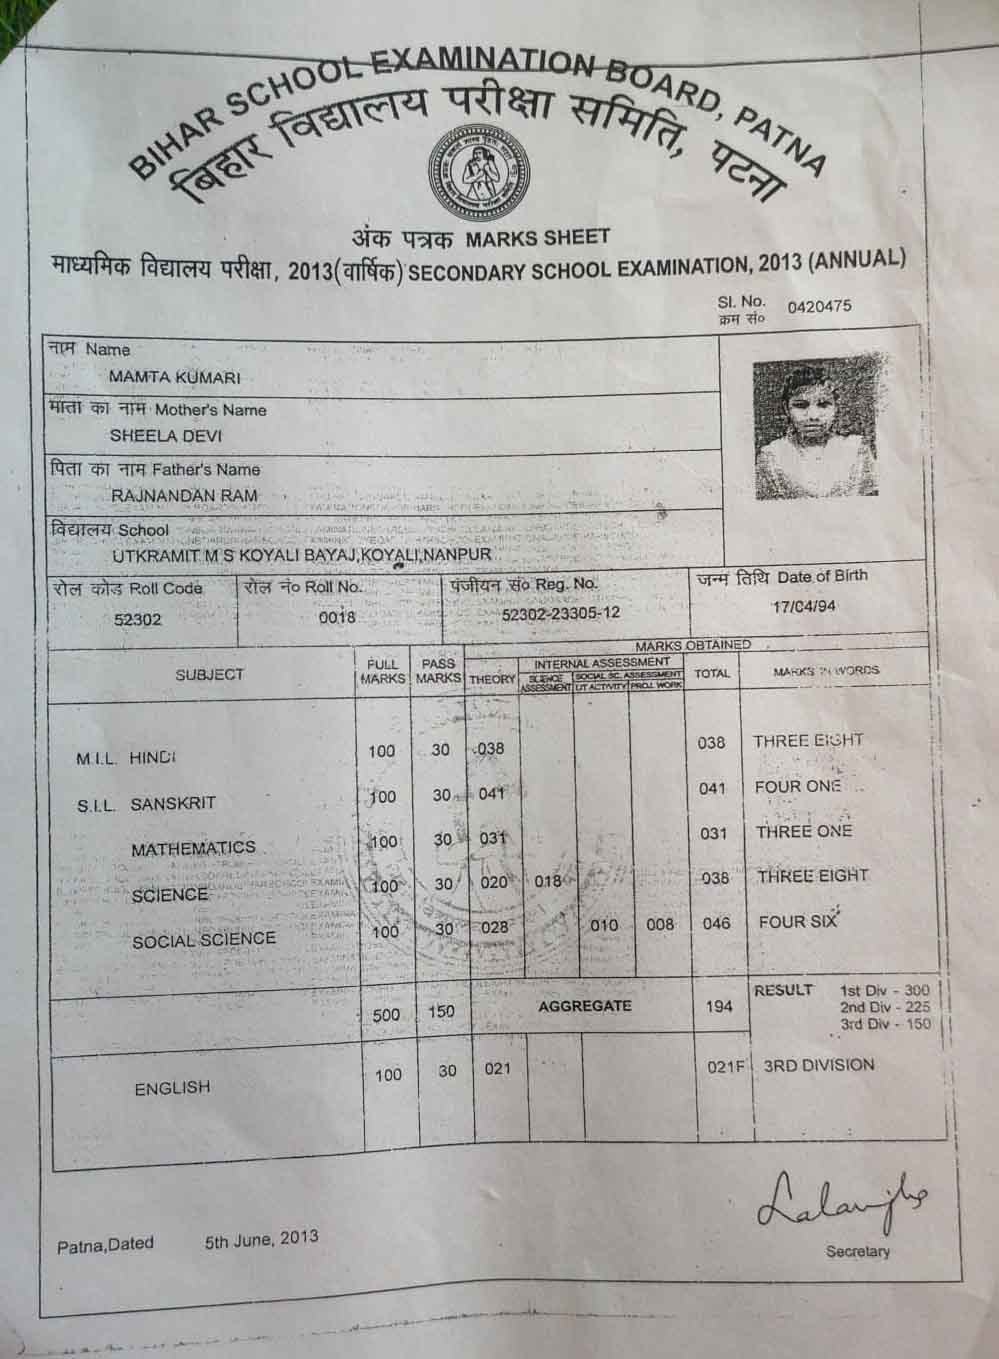 BIHAR SCHOOL EXAMINATION BOARD, PATNA
बिहार विद्यालय परीक्षा समिति, पटना
अंक पत्रक MARKS SHEET
माध्यमिक विद्यालय परीक्षा, 2013(वार्षिक) SECONDARY SCHOOL EXAMINATION, 2013 (ANNUAL)
Sl. No. 0420475
क्रम सं०
नाम Name
MAMTA KUMARI
माता का नाम Mother's Name
SHEELA DEVI
पिता का नाम Father's Name
RAJNANDAN RAM
विद्यालय School
UTKRAMIT M S KOYALI BAYAJ,KOYALI,NANPUR
रोल कोड Roll Code रोल नं० Roll No. पंजीयन सं० Reg. No. जन्म तिथि Date of Birth
52302 0018 52302-23305-12 17/04/94
MARKS OBTAINED
SUBJECT FULL MARKS PASS MARKS THEORY INTERNAL ASSESSMENT TOTAL MARKS IN WORDS
SCIENCE ASSESSMENT SOCIAL SC. ASSESSMENT
LIT ACTIVITY PROJ. WORK
M.I.L. HINDI 100 30 038 038 THREE EIGHT
S.I.L. SANSKRIT 100 30 041 041 FOUR ONE
MATHEMATICS 100 30 031 031 THREE ONE
SCIENCE 100 30 020 018 038 THREE EIGHT
SOCIAL SCIENCE 100 30 028 010 008 046 FOUR SIX
500 150 AGGREGATE 194 RESULT 1st Div - 300
2nd Div - 225
3rd Div - 150
ENGLISH 100 30 021 021F 3RD DIVISION
Patna,Dated 5th June, 2013
Secretary